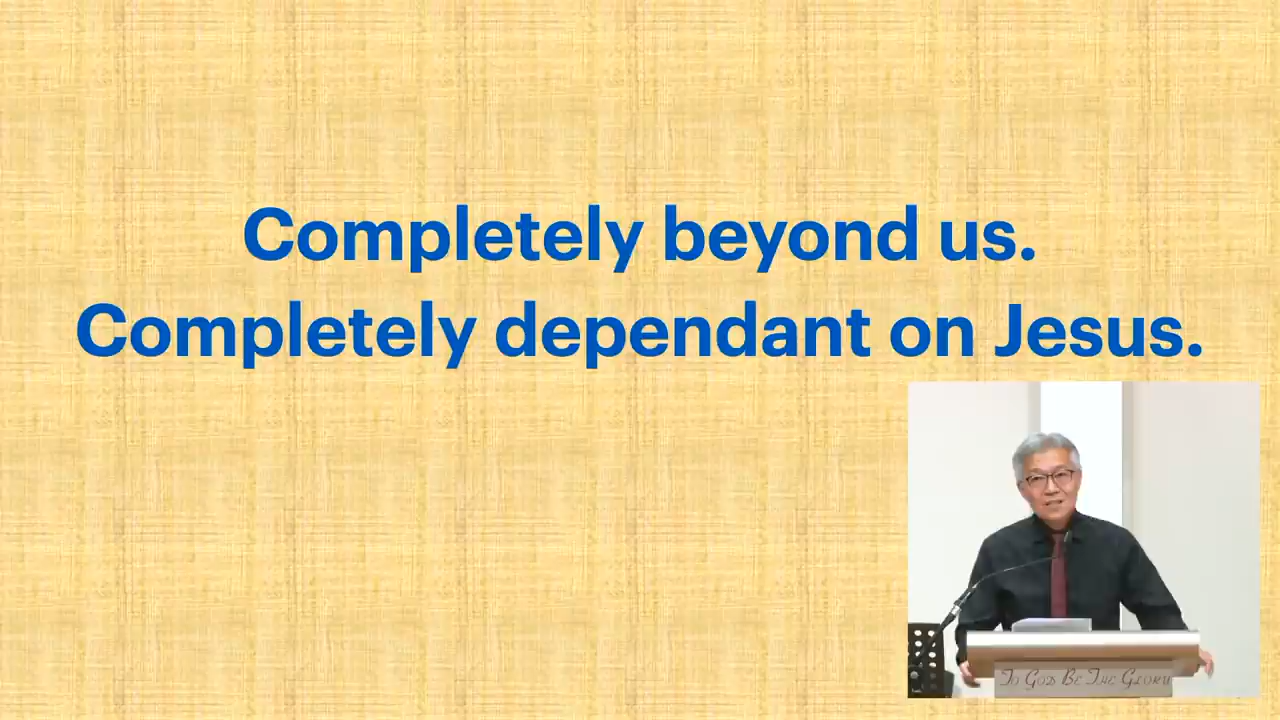 Completely beyond us.
Completely dependant on Jesus.
To God Be The Glory